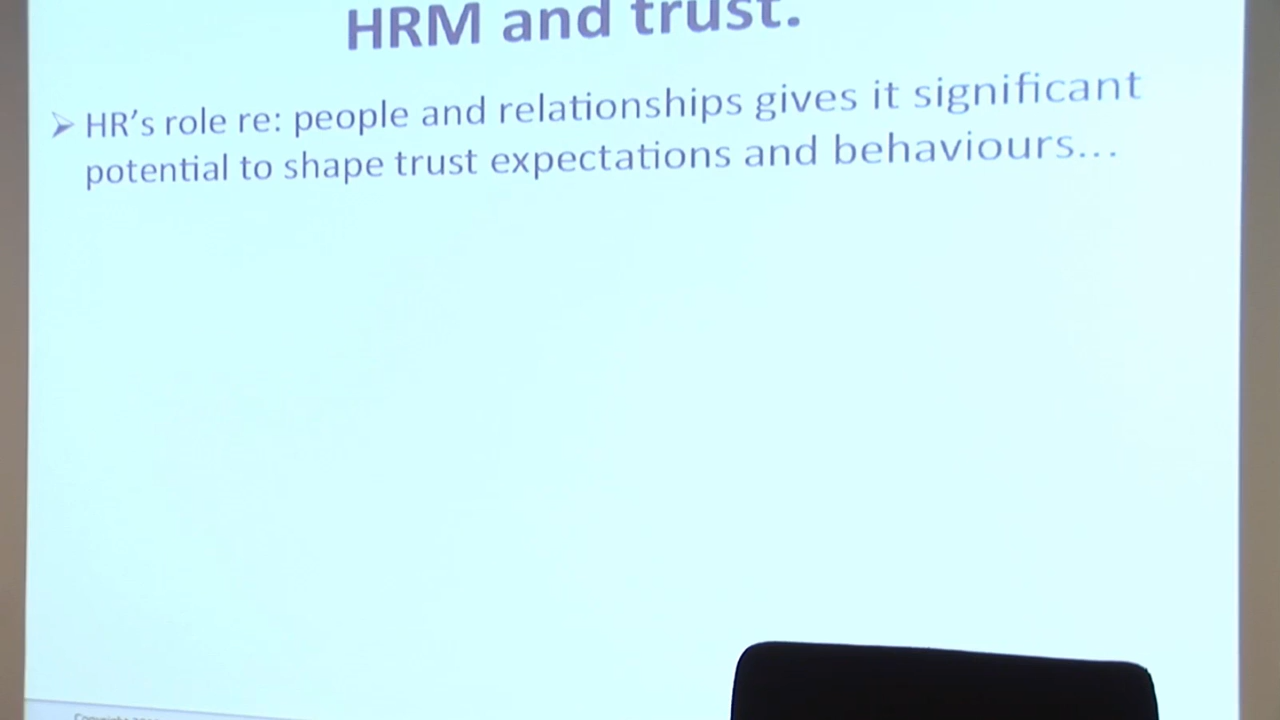 HRM and trust.
➢ HR's role re: people and relationships gives it significant
potential to shape trust expectations and behaviours...
Copyright